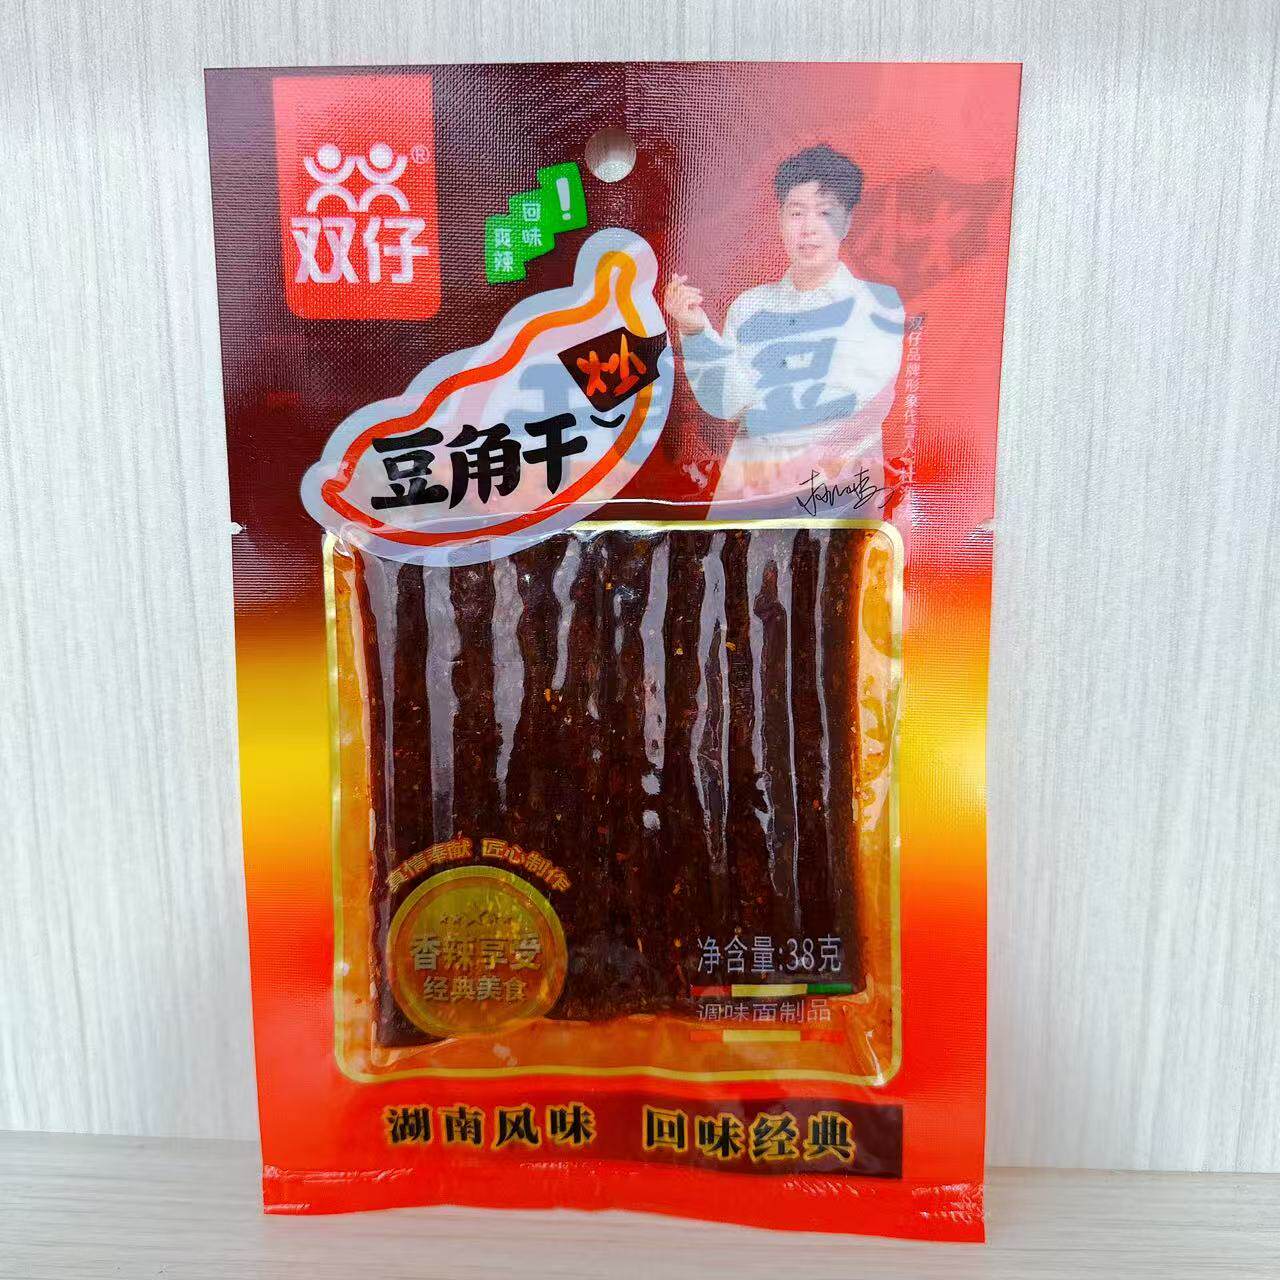 双仔®
回味!
爽辣
炒
豆角干
真情奉献 匠心制作
香辣享受
经典美食
净含量:38克
调味面制品
湖南风味 回味经典